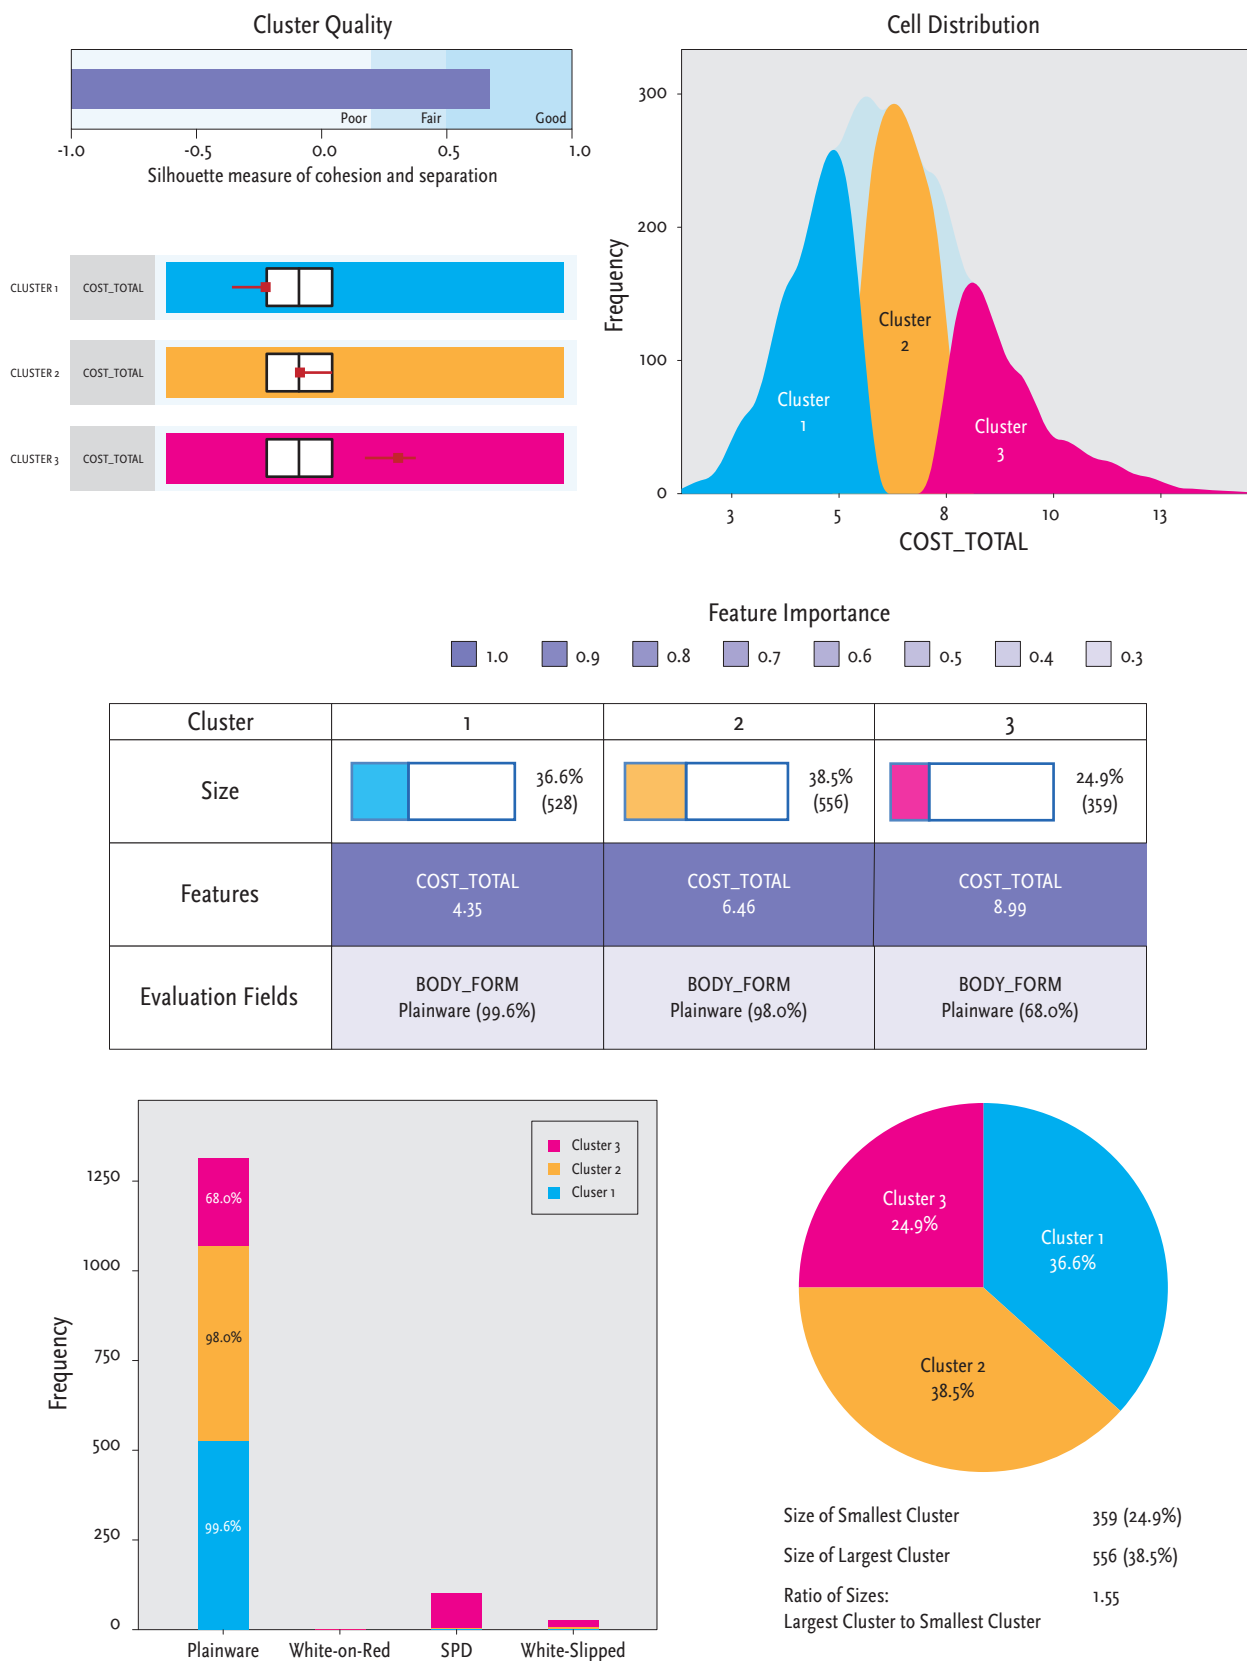 Cluster Quality
Poor Fair Good
-1.0 -0.5 0.0 0.5 1.0
Silhouette measure of cohesion and separation
CLUSTER 1 COST_TOTAL
CLUSTER 2 COST_TOTAL
CLUSTER 3 COST_TOTAL
Cell Distribution
Frequency
300
200
100
0
Cluster
1
Cluster
2
Cluster
3
3 5 8 10 13
COST_TOTAL
Feature Importance
1.0 0.9 0.8 0.7 0.6 0.5 0.4 0.3
Cluster 1 2 3
Size
36.6%
(528)
38.5%
(556)
24.9%
(359)
Features
COST_TOTAL
4.35
COST_TOTAL
6.46
COST_TOTAL
8.99
Evaluation Fields
BODY_FORM
Plainware (99.6%)
BODY_FORM
Plainware (98.0%)
BODY_FORM
Plainware (68.0%)
Frequency
1250
1000
750
500
250
0
68.0%
98.0%
99.6%
Cluster 3
Cluster 2
Cluser 1
Plainware White-on-Red SPD White-Slipped
Cluster 3
24.9%
Cluster 1
36.6%
Cluster 2
38.5%
Size of Smallest Cluster 359 (24.9%)
Size of Largest Cluster 556 (38.5%)
Ratio of Sizes: 1.55
Largest Cluster to Smallest Cluster